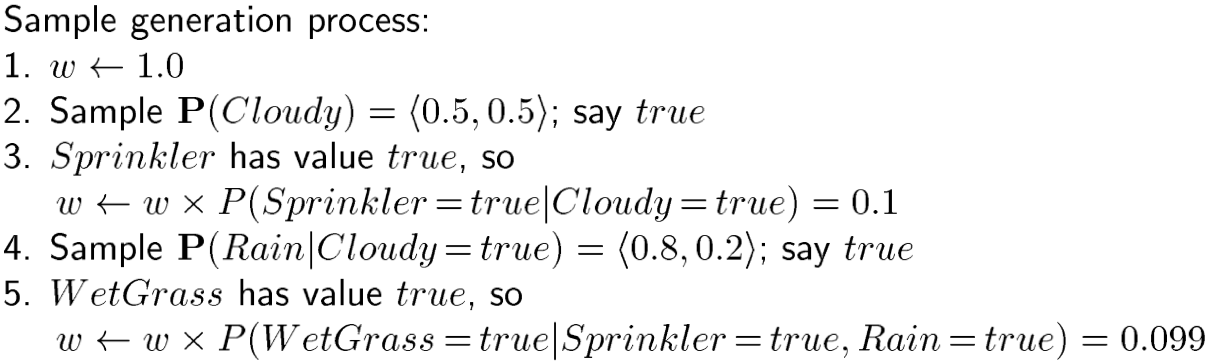 Sample generation process:
1. w ← 1.0
2. Sample P(Cloudy) = ⟨0.5, 0.5⟩; say true
3. Sprinkler has value true, so
w ← w × P(Sprinkler = true|Cloudy = true) = 0.1
4. Sample P(Rain|Cloudy = true) = ⟨0.8, 0.2⟩; say true
5. WetGrass has value true, so
w ← w × P(WetGrass = true|Sprinkler = true, Rain = true) = 0.099